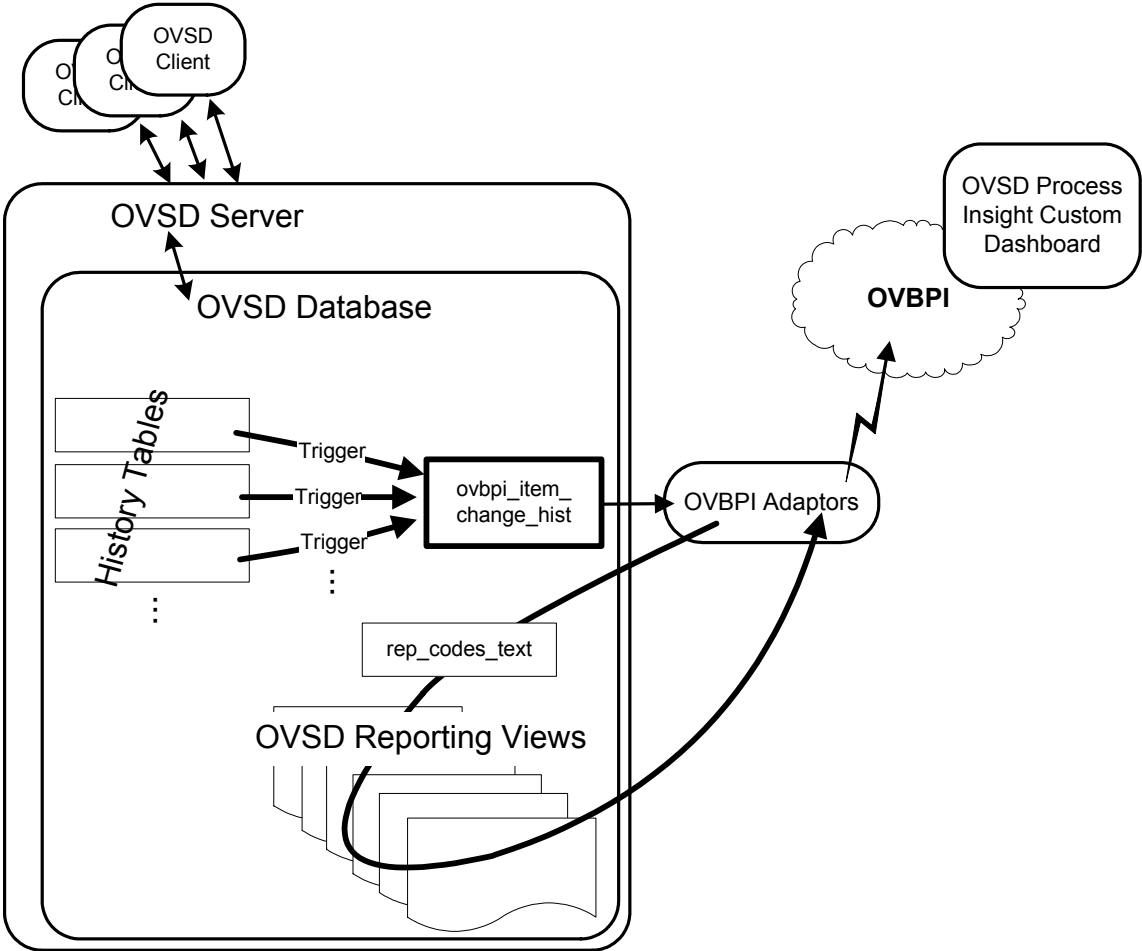 OVSD
Client
OVSD Server
OVSD Database
OVSD Process
Insight Custom
Dashboard
OVBPI
History Tables
Trigger
Trigger
Trigger
ovbpi_item_
change_hist
OVBPI Adaptors
rep_codes_text
OVSD Reporting Views